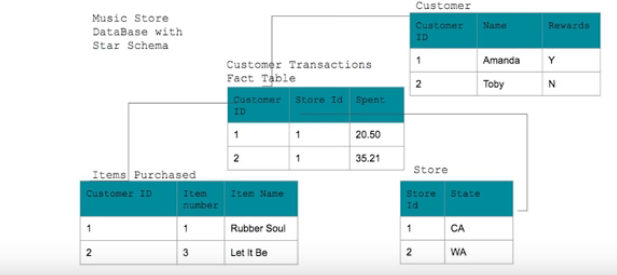 Music Store
DataBase with
Star Schema
Customer
Customer ID Name Rewards
1 Amanda Y
2 Toby N
Customer Transactions
Fact Table
Customer ID Store Id Spent
1 1 20.50
2 1 35.21
Items Purchased
Customer ID Item number Item Name
1 1 Rubber Soul
2 3 Let It Be
Store
Store Id State
1 CA
2 WA